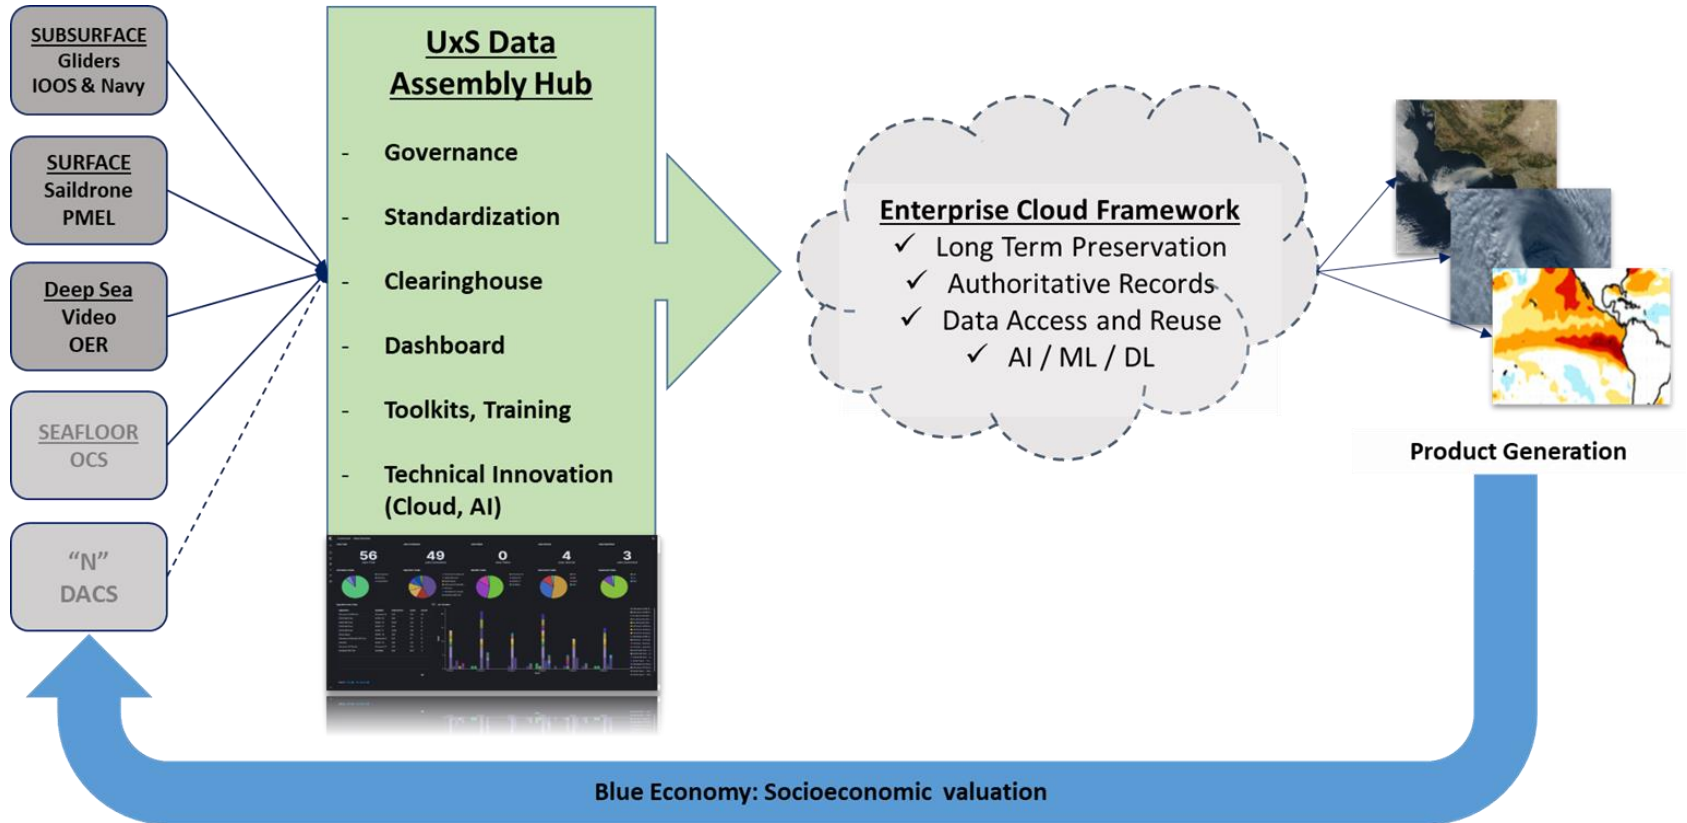 SUBSURFACE
Gliders
IOOS & Navy
SURFACE
Saildrone
PMEL
Deep Sea
Video
OER
SEAFLOOR
OCS
“N”
DACS
UxS Data
Assembly Hub
- Governance
- Standardization
- Clearinghouse
- Dashboard
- Toolkits, Training
- Technical Innovation
(Cloud, AI)
56
49
0
4
3
Enterprise Cloud Framework
✓ Long Term Preservation
✓ Authoritative Records
✓ Data Access and Reuse
✓ AI / ML / DL
Product Generation
Blue Economy: Socioeconomic valuation